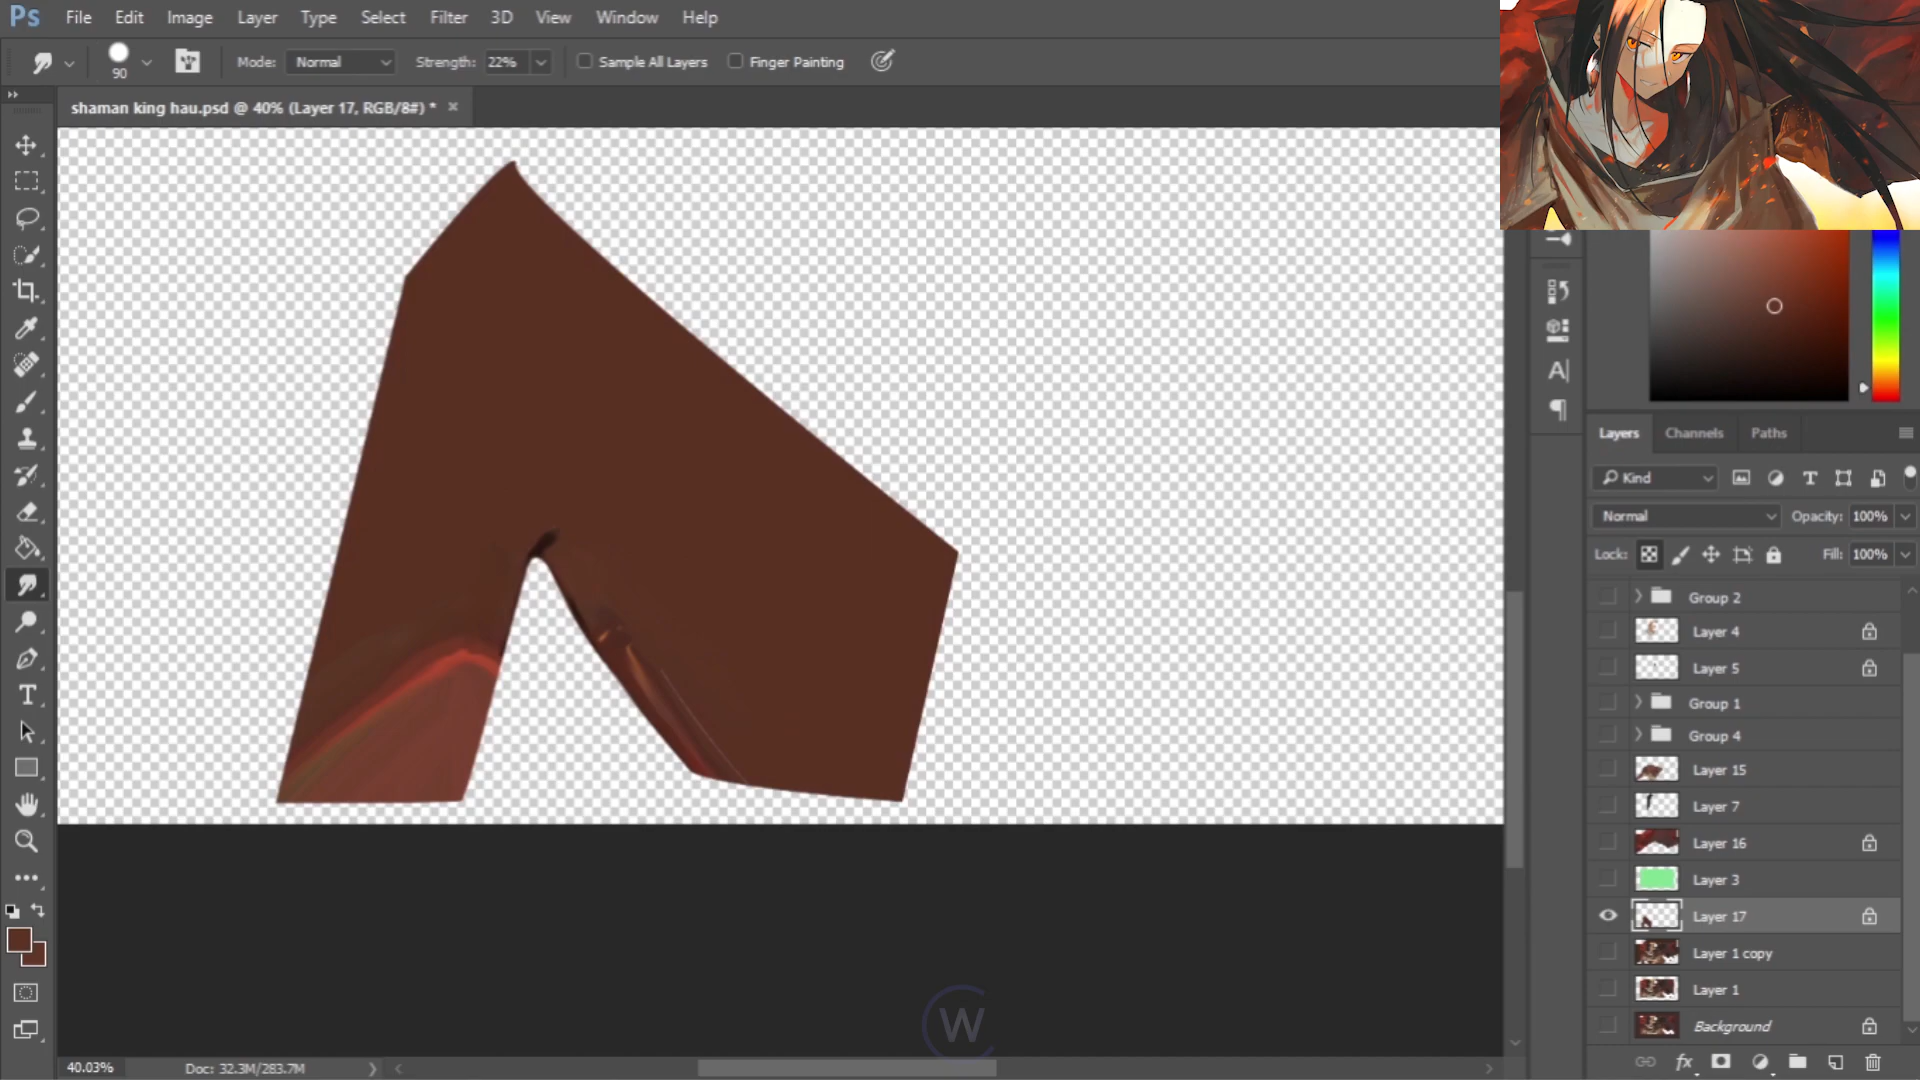 Ps File Edit Image Layer Type Select Filter 3D View Window Help
90 Mode: Normal Strength: 22% Sample All Layers Finger Painting
shaman king hau.psd @ 40% (Layer 17, RGB/8#) * ×
Layers Channels Paths
Kind
Normal Opacity: 100%
Lock: Fill: 100%
Group 2
Layer 4
Layer 5
Group 1
Group 4
Layer 15
Layer 7
Layer 16
Layer 3
Layer 17
Layer 1 copy
Layer 1
Background
fx
W
40.03% Doc: 32.3M/283.7M